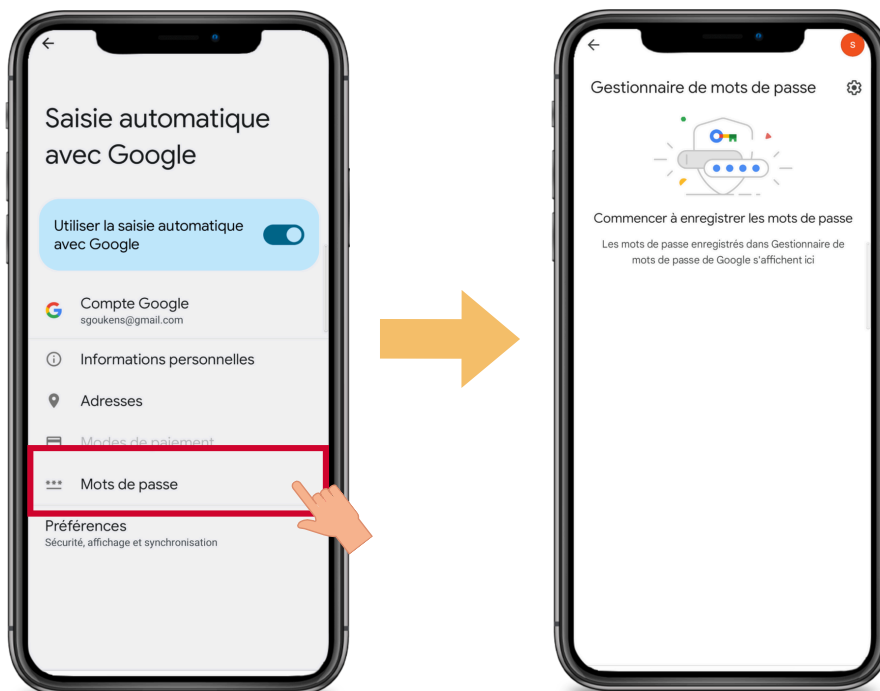 Saisie automatique
avec Google
Utiliser la saisie automatique
avec Google
Compte Google
sgoukens@gmail.com
Informations personnelles
Adresses
Modes de paiement
Mots de passe
Préférences
Sécurité, affichage et synchronisation
S
Gestionnaire de mots de passe
Commencer à enregistrer les mots de passe
Les mots de passe enregistrés dans Gestionnaire de
mots de passe de Google s'affichent ici